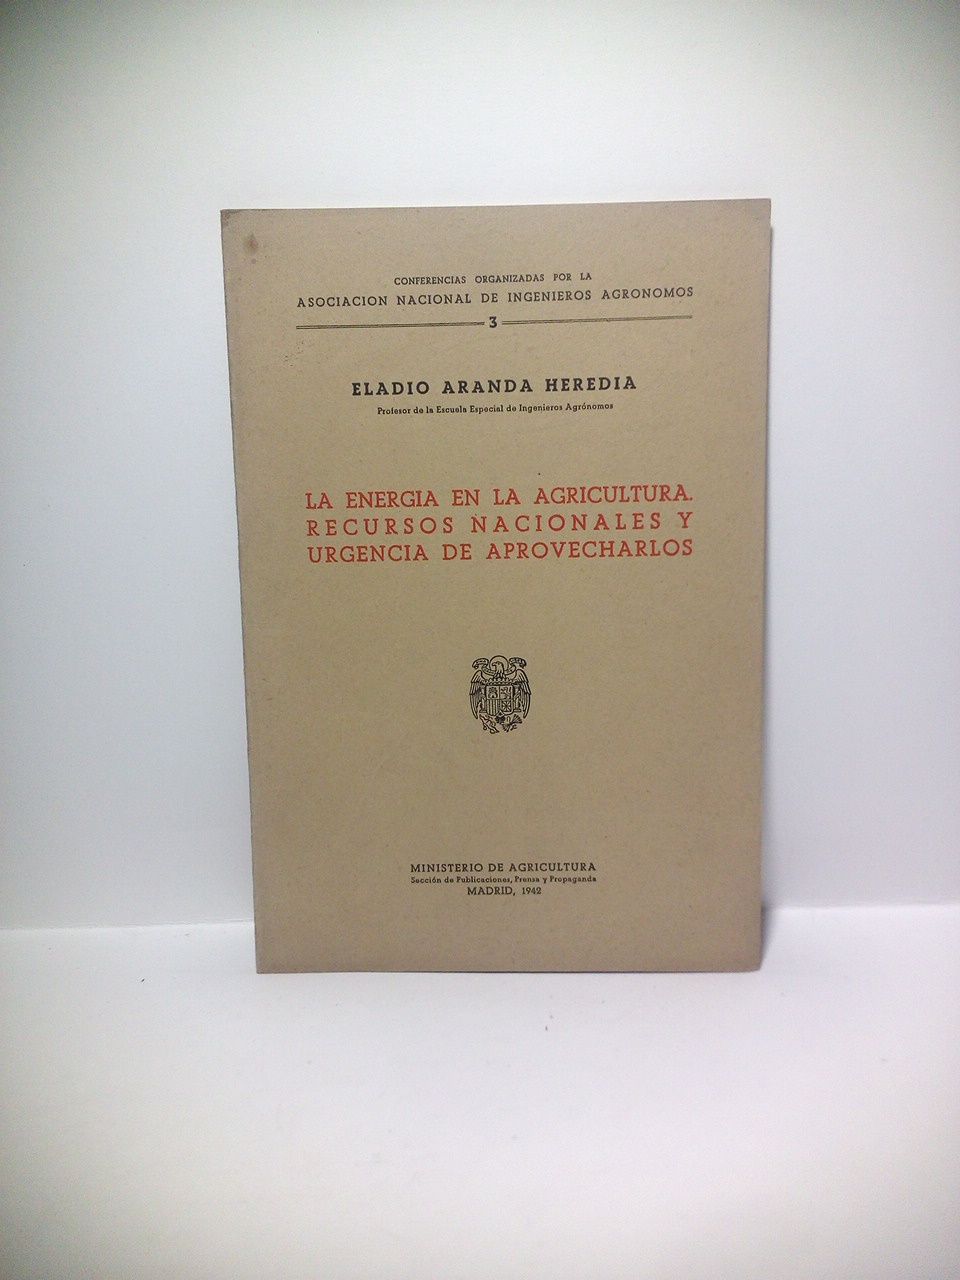 CONFERENCIAS ORGANIZADAS POR LA
ASOCIACION NACIONAL DE INGENIEROS AGRONOMOS
3
ELADIO ARANDA HEREDIA
Profesor de la Escuela Especial de Ingenieros Agrónomos
LA ENERGIA EN LA AGRICULTURA.
RECURSOS NACIONALES Y
URGENCIA DE APROVECHARLOS
MINISTERIO DE AGRICULTURA
Sección de Publicaciones, Prensa y Propaganda
MADRID, 1942